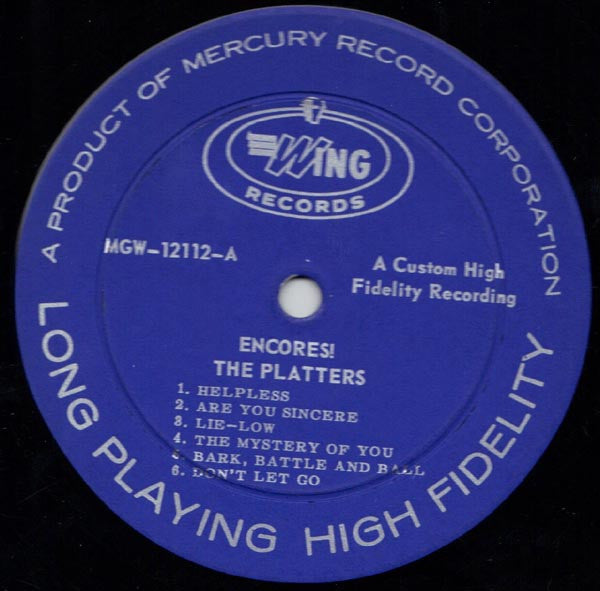 A PRODUCT OF MERCURY RECORD CORPORATION
WING
RECORDS
MGW-12112-A
A Custom High
Fidelity Recording
ENCORES!
THE PLATTERS
1. HELPLESS
2. ARE YOU SINCERE
3. LIE-LOW
4. THE MYSTERY OF YOU
5. BARK, BATTLE AND BALL
6. DON'T LET GO
LONG PLAYING HIGH FIDELITY